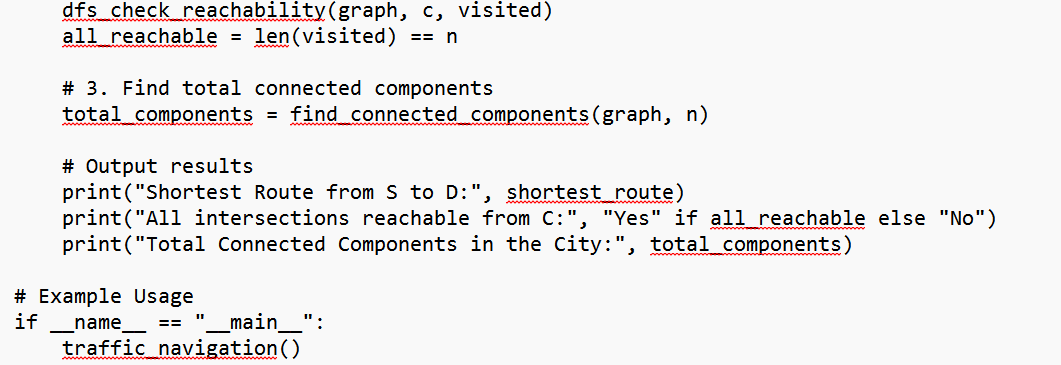 dfs_check_reachability(graph, c, visited)
all_reachable = len(visited) == n
# 3. Find total connected components
total_components = find_connected_components(graph, n)
# Output results
print("Shortest Route from S to D:", shortest_route)
print("All intersections reachable from C:", "Yes" if all_reachable else "No")
print("Total Connected Components in the City:", total_components)
# Example Usage
if __name__ == "__main__":
traffic_navigation()